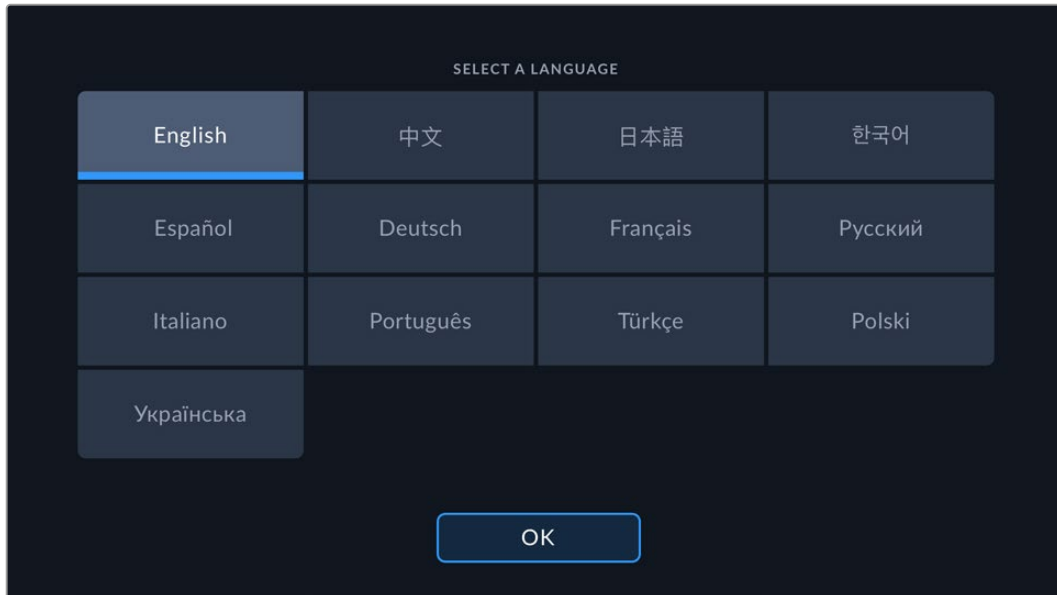 SELECT A LANGUAGE
English
中文
日本語
한국어
Español
Deutsch
Français
Русский
Italiano
Português
Türkçe
Polski
Українська
OK